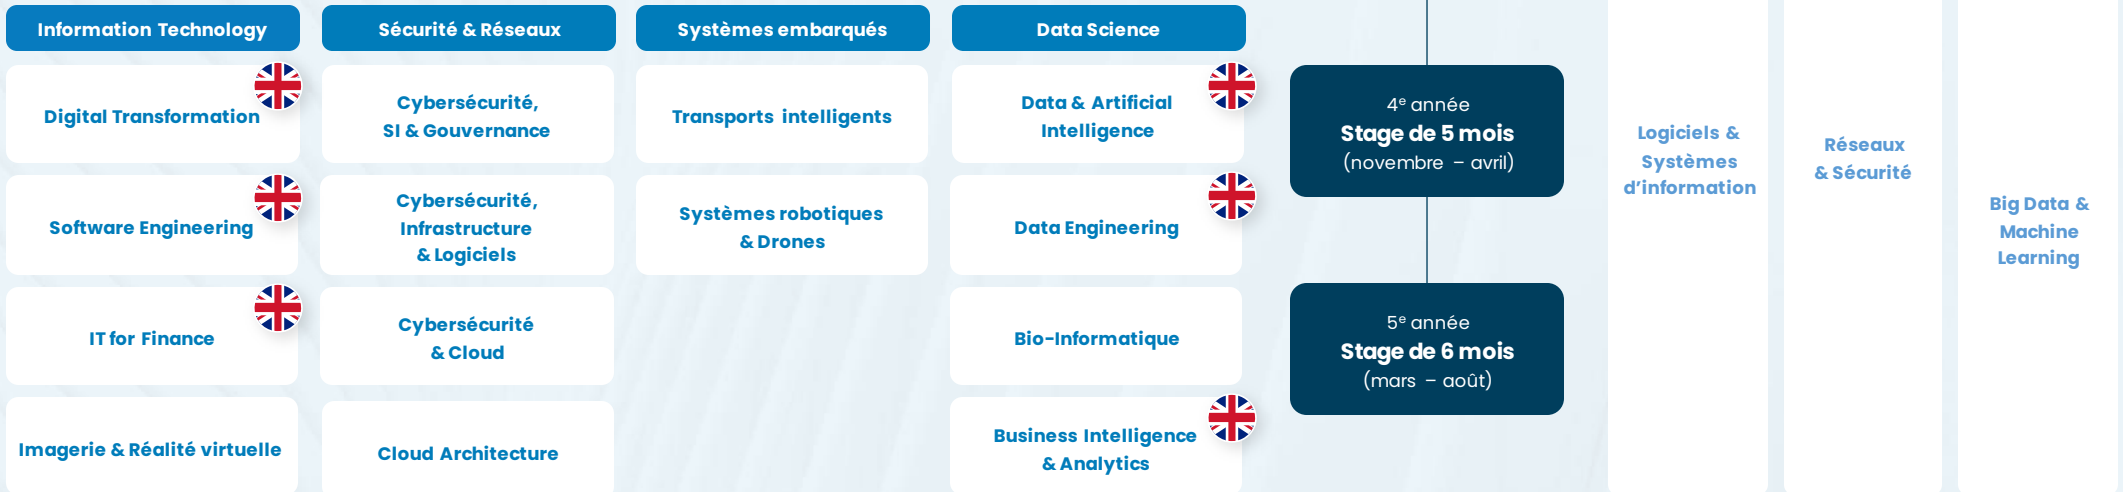 Information Technology
Digital Transformation
Software Engineering
IT for Finance
Imagerie & Réalité virtuelle
Sécurité & Réseaux
Cybersécurité,
SI & Gouvernance
Cybersécurité,
Infrastructure
& Logiciels
Cybersécurité
& Cloud
Cloud Architecture
Systèmes embarqués
Transports intelligents
Systèmes robotiques
& Drones
Data Science
Data & Artificial
Intelligence
Data Engineering
Bio-Informatique
Business Intelligence
& Analytics
4e année
Stage de 5 mois
(novembre – avril)
5e année
Stage de 6 mois
(mars – août)
Logiciels &
Systèmes
d’information
Réseaux
& Sécurité
Big Data &
Machine
Learning